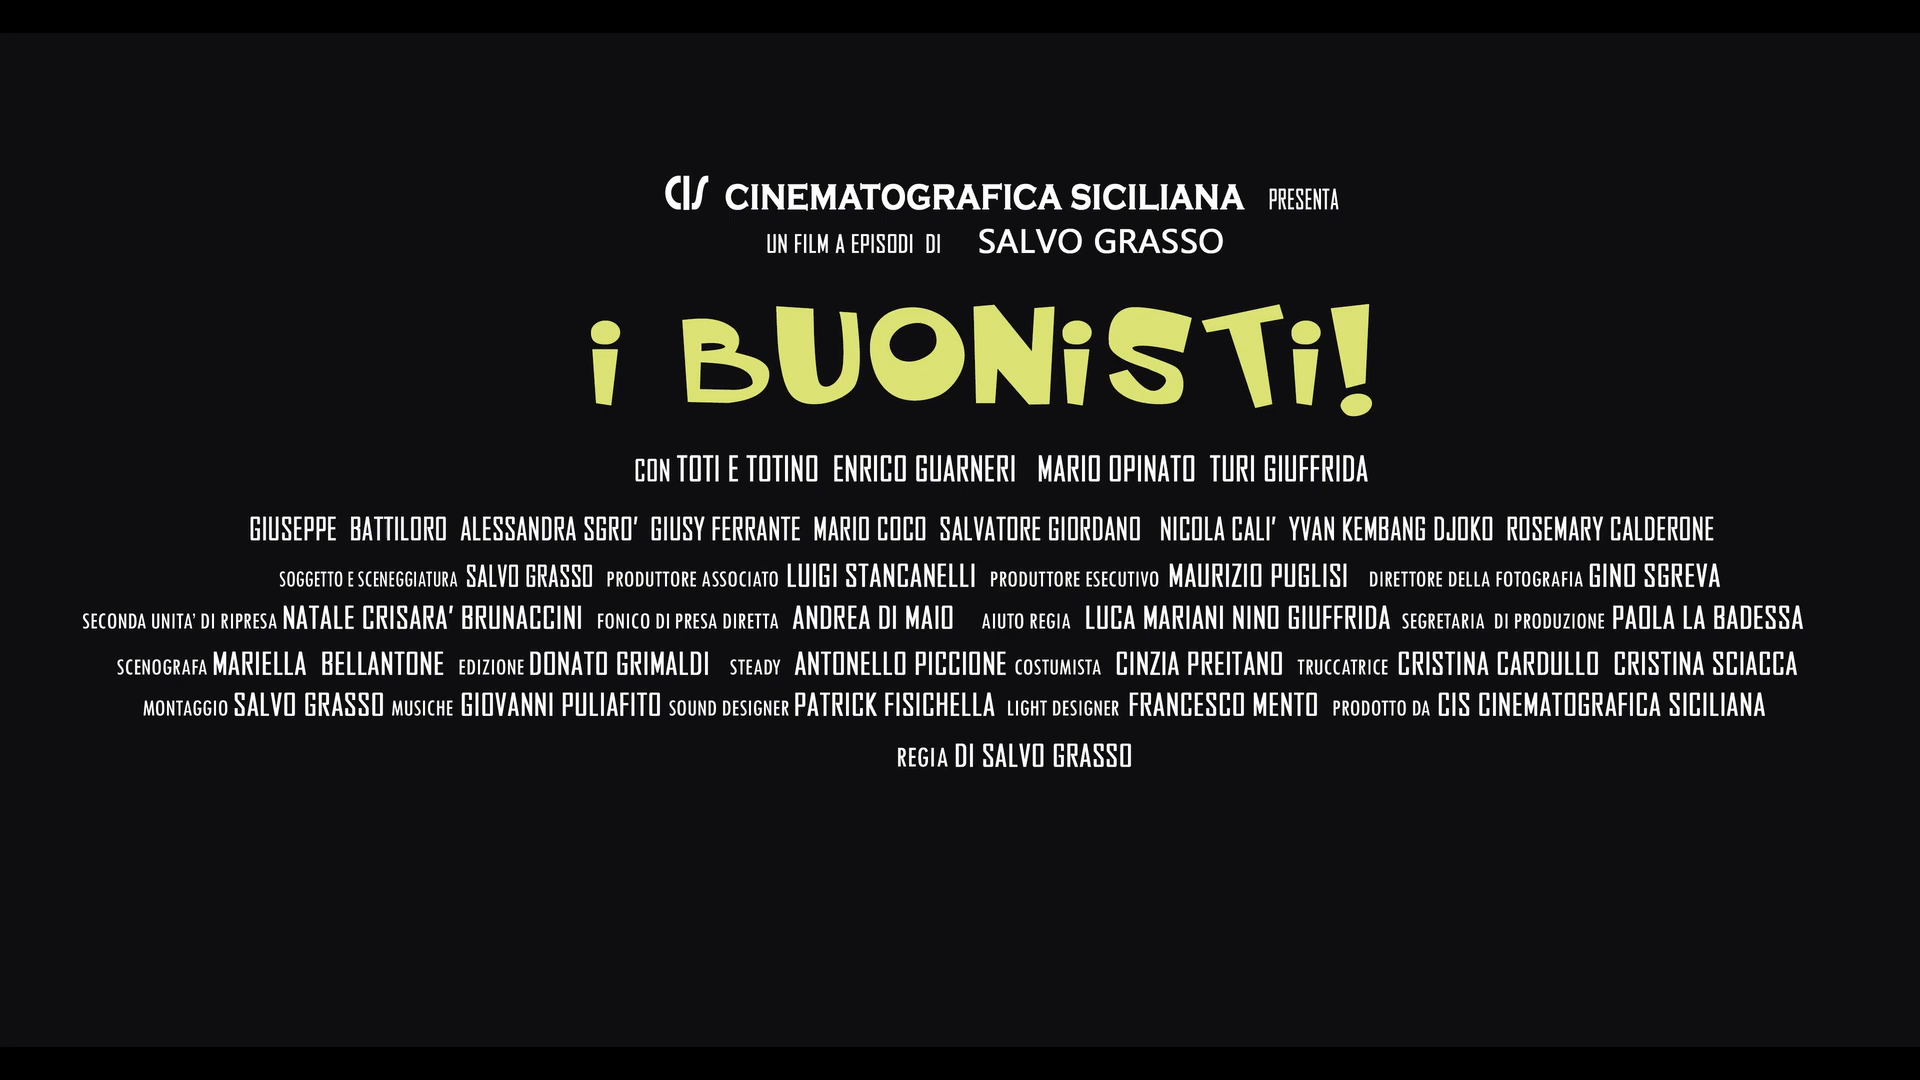 CIS CINEMATOGRAFICA SICILIANA PRESENTA
UN FILM A EPISODI DI SALVO GRASSO
i BUONiSTi!
CON TOTI E TOTINO ENRICO GUARNERI MARIO OPINATO TURI GIUFFRIDA
GIUSEPPE BATTILORO ALESSANDRA SGRO’ GIUSY FERRANTE MARIO COCO SALVATORE GIORDANO NICOLA CALI’ YVAN KEMBANG DJOKO ROSEMARY CALDERONE
SOGGETTO E SCENEGGIATURA SALVO GRASSO PRODUTTORE ASSOCIATO LUIGI STANCANELLI PRODUTTORE ESECUTIVO MAURIZIO PUGLISI DIRETTORE DELLA FOTOGRAFIA GINO SGREVA
SECONDA UNITA’ DI RIPRESA NATALE CRISARA’ BRUNACCINI FONICO DI PRESA DIRETTA ANDREA DI MAIO AIUTO REGIA LUCA MARIANI NINO GIUFFRIDA SEGRETARIA DI PRODUZIONE PAOLA LA BADESSA
SCENOGRAFA MARIELLA BELLANTONE EDIZIONE DONATO GRIMALDI STEADY ANTONELLO PICCIONE COSTUMISTA CINZIA PREITANO TRUCCATRICE CRISTINA CARDULLO CRISTINA SCIACCA
MONTAGGIO SALVO GRASSO MUSICHE GIOVANNI PULIAFITO SOUND DESIGNER PATRICK FISICHELLA LIGHT DESIGNER FRANCESCO MENTO PRODOTTO DA CIS CINEMATOGRAFICA SICILIANA
REGIA DI SALVO GRASSO